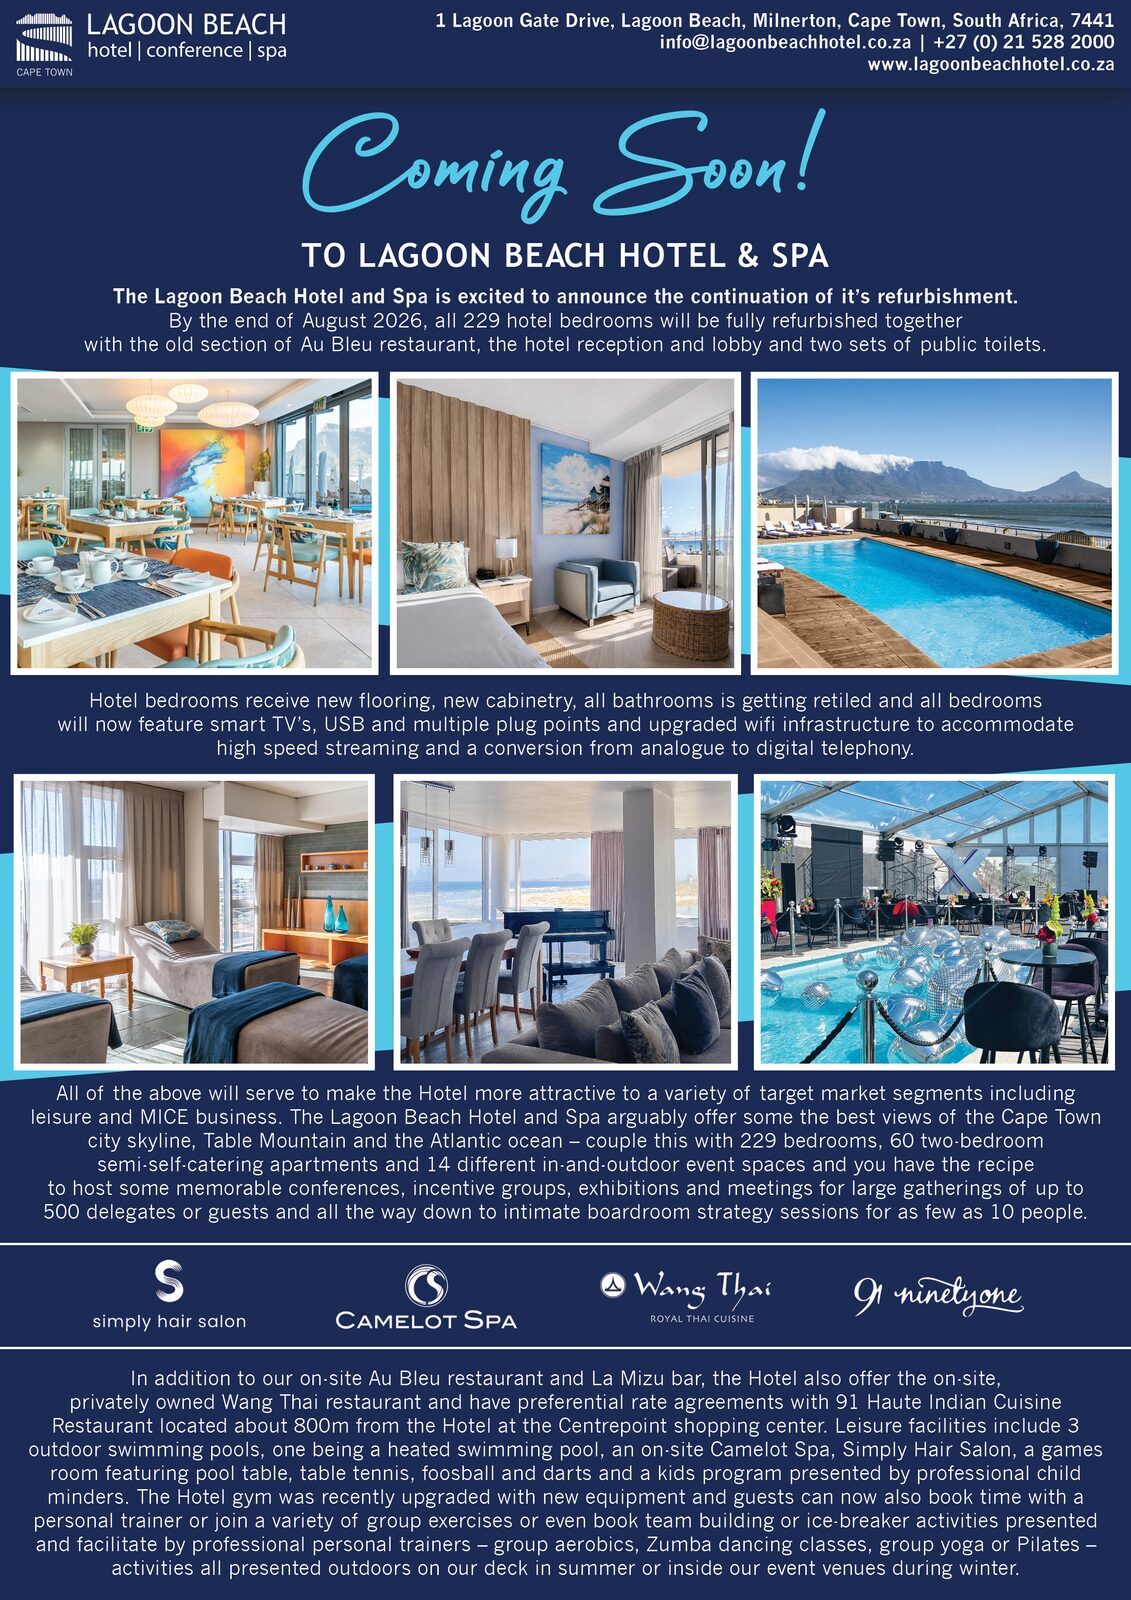 LAGOON BEACH
hotel | conference | spa
CAPE TOWN
1 Lagoon Gate Drive, Lagoon Beach, Milnerton, Cape Town, South Africa, 7441
info@lagoonbeachhotel.co.za | +27 (0) 21 528 2000
www.lagoonbeachhotel.co.za
Coming Soon!
TO LAGOON BEACH HOTEL & SPA
The Lagoon Beach Hotel and Spa is excited to announce the continuation of it's refurbishment.
By the end of August 2026, all 229 hotel bedrooms will be fully refurbished together
with the old section of Au Bleu restaurant, the hotel reception and lobby and two sets of public toilets.
Hotel bedrooms receive new flooring, new cabinetry, all bathrooms is getting retiled and all bedrooms
will now feature smart TV's, USB and multiple plug points and upgraded wifi infrastructure to accommodate
high speed streaming and a conversion from analogue to digital telephony.
All of the above will serve to make the Hotel more attractive to a variety of target market segments including
leisure and MICE business. The Lagoon Beach Hotel and Spa arguably offer some the best views of the Cape Town
city skyline, Table Mountain and the Atlantic ocean – couple this with 229 bedrooms, 60 two-bedroom
semi-self-catering apartments and 14 different in-and-outdoor event spaces and you have the recipe
to host some memorable conferences, incentive groups, exhibitions and meetings for large gatherings of up to
500 delegates or guests and all the way down to intimate boardroom strategy sessions for as few as 10 people.
S
simply hair salon
CS
CAMELOT SPA
Wang Thai
ROYAL THAI CUISINE
91 ninetyone
In addition to our on-site Au Bleu restaurant and La Mizu bar, the Hotel also offer the on-site,
privately owned Wang Thai restaurant and have preferential rate agreements with 91 Haute Indian Cuisine
Restaurant located about 800m from the Hotel at the Centrepoint shopping center. Leisure facilities include 3
outdoor swimming pools, one being a heated swimming pool, an on-site Camelot Spa, Simply Hair Salon, a games
room featuring pool table, table tennis, foosball and darts and a kids program presented by professional child
minders. The Hotel gym was recently upgraded with new equipment and guests can now also book time with a
personal trainer or join a variety of group exercises or even book team building or ice-breaker activities presented
and facilitate by professional personal trainers – group aerobics, Zumba dancing classes, group yoga or Pilates –
activities all presented outdoors on our deck in summer or inside our event venues during winter.